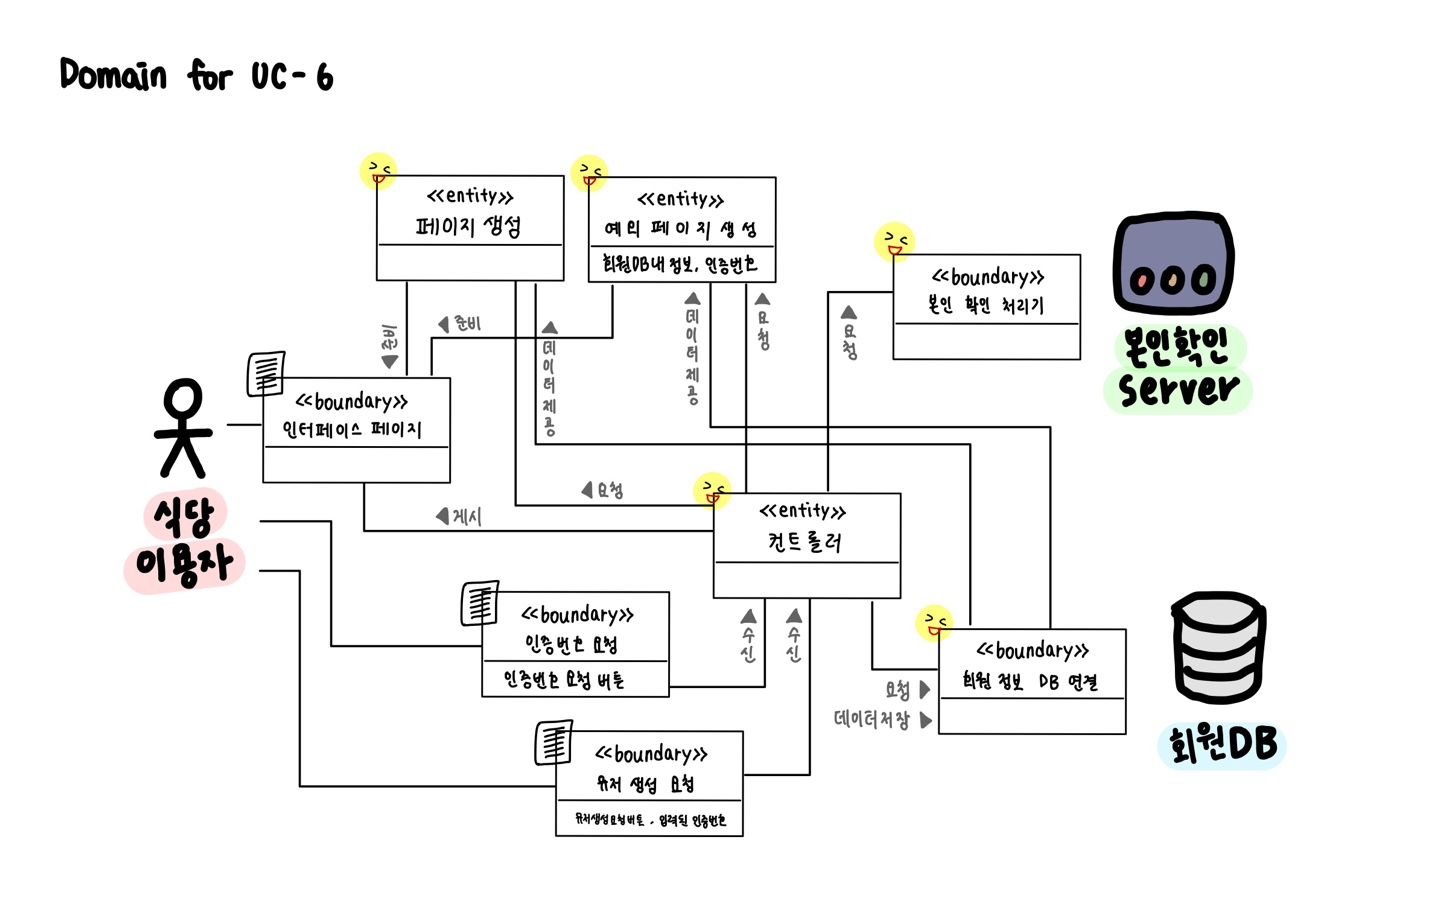 Domain for UC-6
<<entity>>
페이지 생성
<<entity>>
예외 페이지 생성
회원DB내 정보, 인증번호
<<boundary>>
본인 확인 처리기
본인확인
Server
◀ 준비
준비
▲ 데이터제공
▲ 데이터제공
▲ 요청
▲ 요청
<<boundary>>
인터페이스 페이지
식당
이용자
◀ 요청
◀ 게시
<<entity>>
컨트롤러
<<boundary>>
인증번호 요청
인증번호 요청 버튼
▲ 수신
▲ 수신
<<boundary>>
회원 정보 DB 연결
요청 ▶
데이터저장 ▶
회원DB
<<boundary>>
유저 생성 요청
유저생성요청버튼, 입력된 인증번호